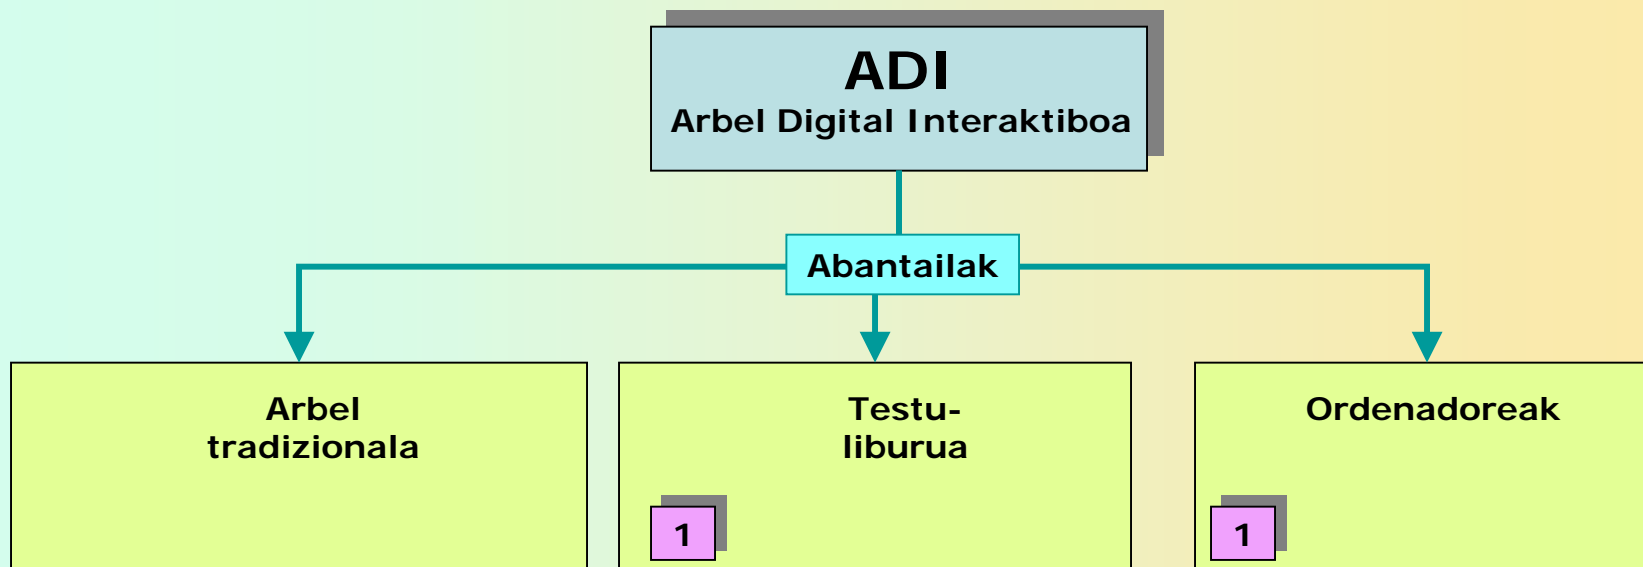 ADI
Arbel Digital Interaktiboa
Abantailak
Arbel
tradizionala
Testu-
liburua
1
Ordenadoreak
1